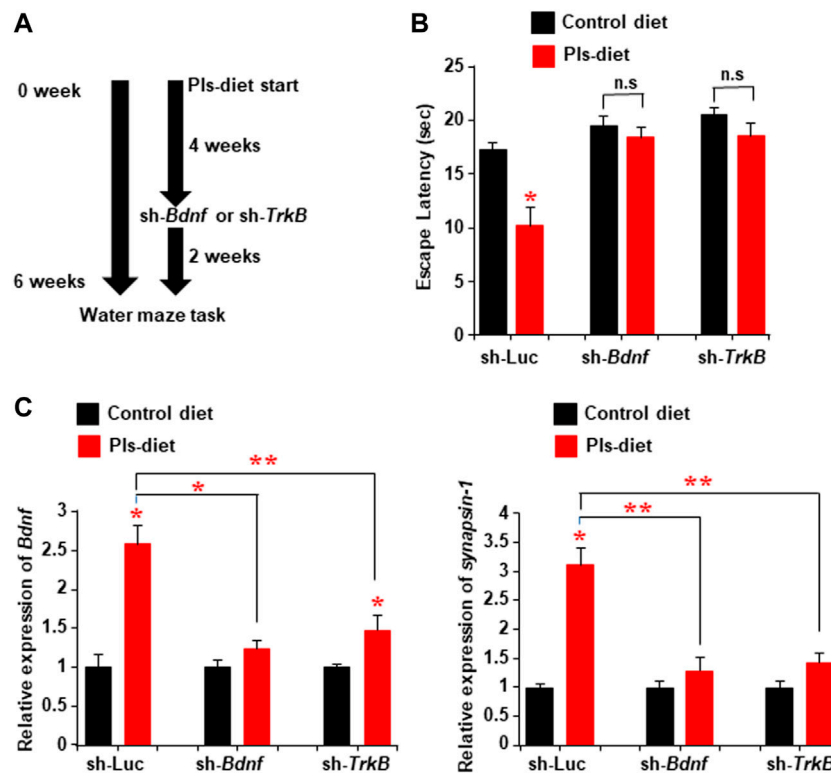 A
0 week
Pls-diet start
4 weeks
sh-Bdnf or sh-TrkB
2 weeks
6 weeks
Water maze task
B
Control diet
Pls-diet
Escape Latency (sec)
25
20
15
10
5
0
n.s
n.s
*
sh-Luc
sh-Bdnf
sh-TrkB
C
Control diet
Pls-diet
Relative expression of Bdnf
3
2.5
2
1.5
1
0.5
0
**
*
*
*
sh-Luc
sh-Bdnf
sh-TrkB
Control diet
Pls-diet
Relative expression of synapsin-1
4
3.5
3
2.5
2
1.5
1
0.5
0
**
**
*
sh-Luc
sh-Bdnf
sh-TrkB